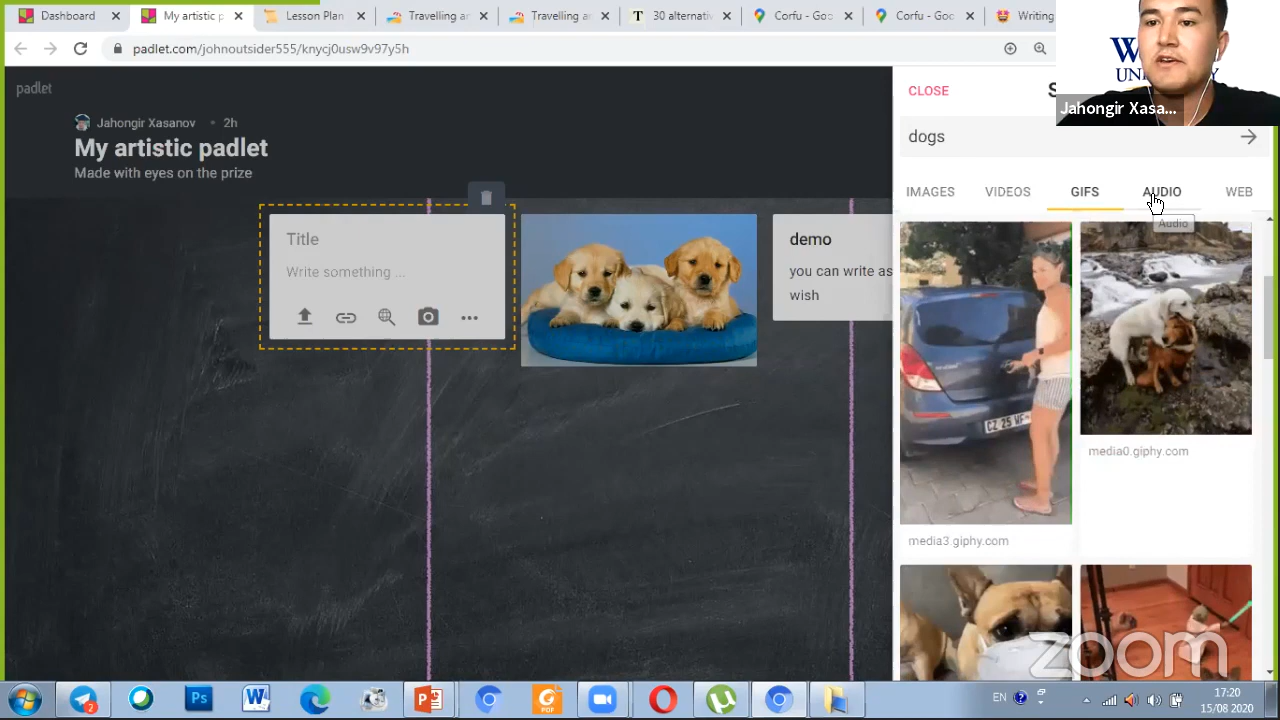 Dashboard
My artistic p
Lesson Plan
Travelling ar
Travelling ar
T
30 alternati
Corfu - Goo
Corfu - Goo
Writing
padlet.com/johnoutsider555/knycj0usw9v97y5h
padlet
Jahongir Xasanov • 2h
My artistic padlet
Made with eyes on the prize
Title
Write something ...
demo
you can write as
wish
CLOSE
S
dogs
IMAGES
VIDEOS
GIFS
AUDIO
WEB
Audio
media3.giphy.com
media0.giphy.com
Jahongir Xasa...
zoom
2
Ps
W
PDF
EN
17:20
15/08 2020